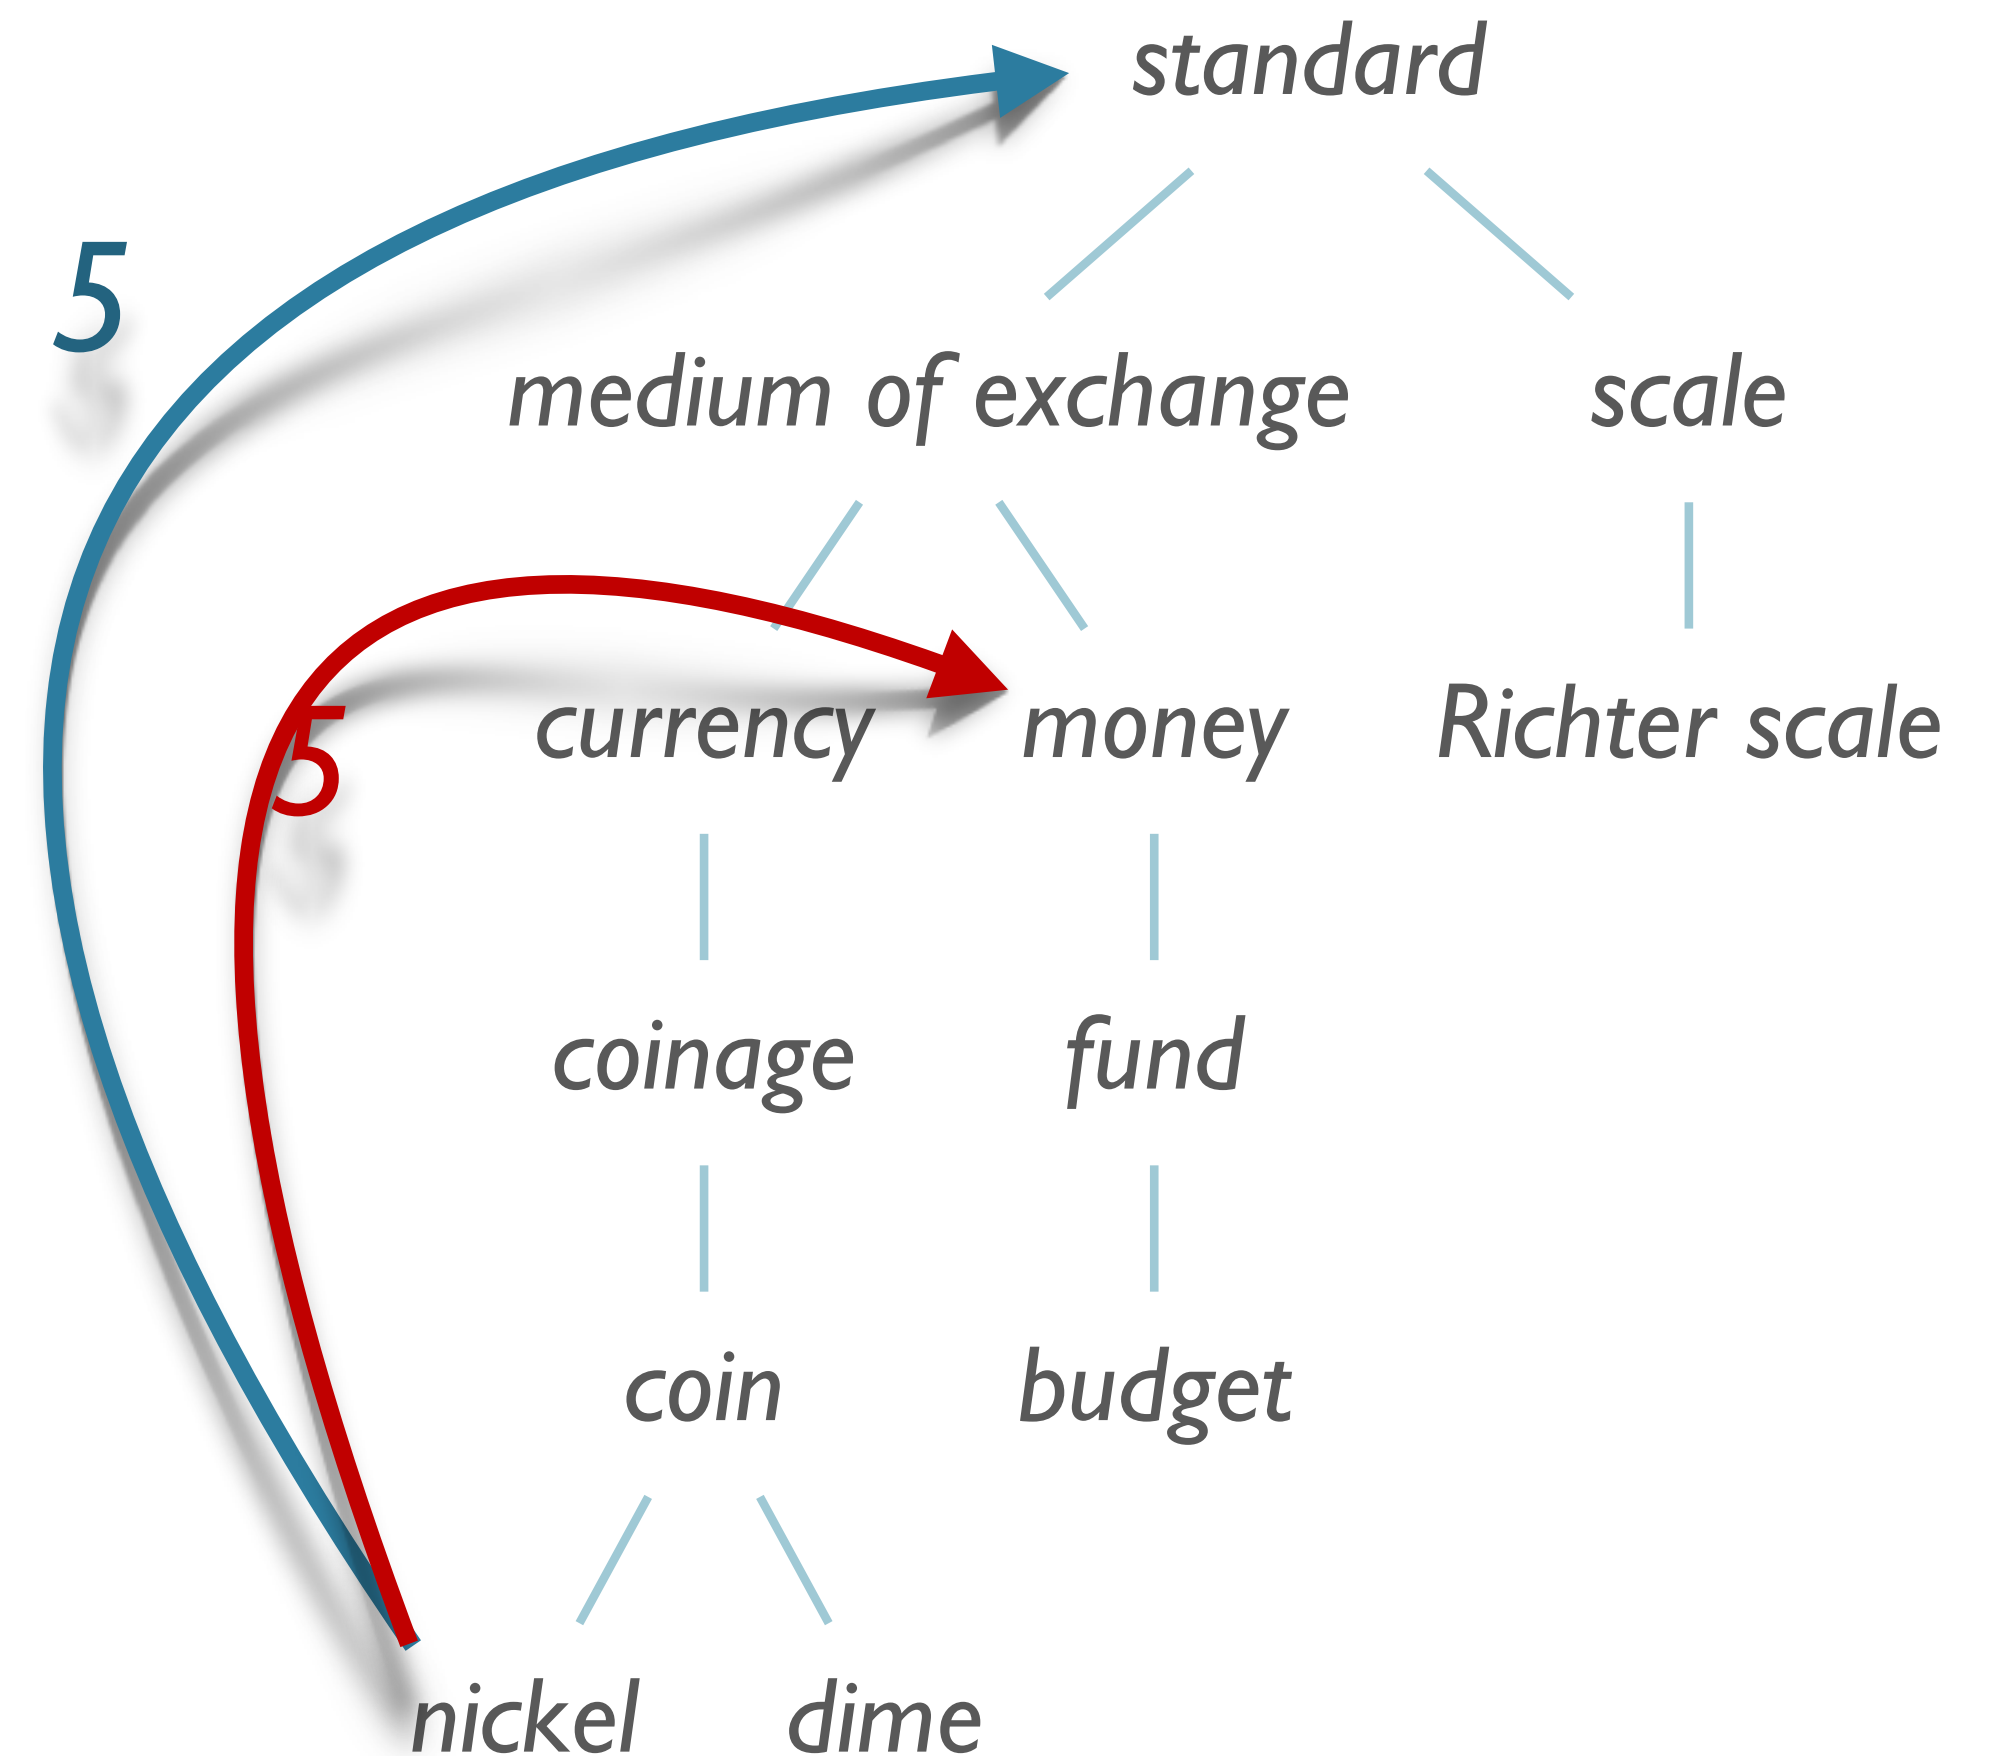 standard
5
medium of exchange
scale
5
currency
money
Richter scale
coinage
fund
coin
budget
nickel
dime